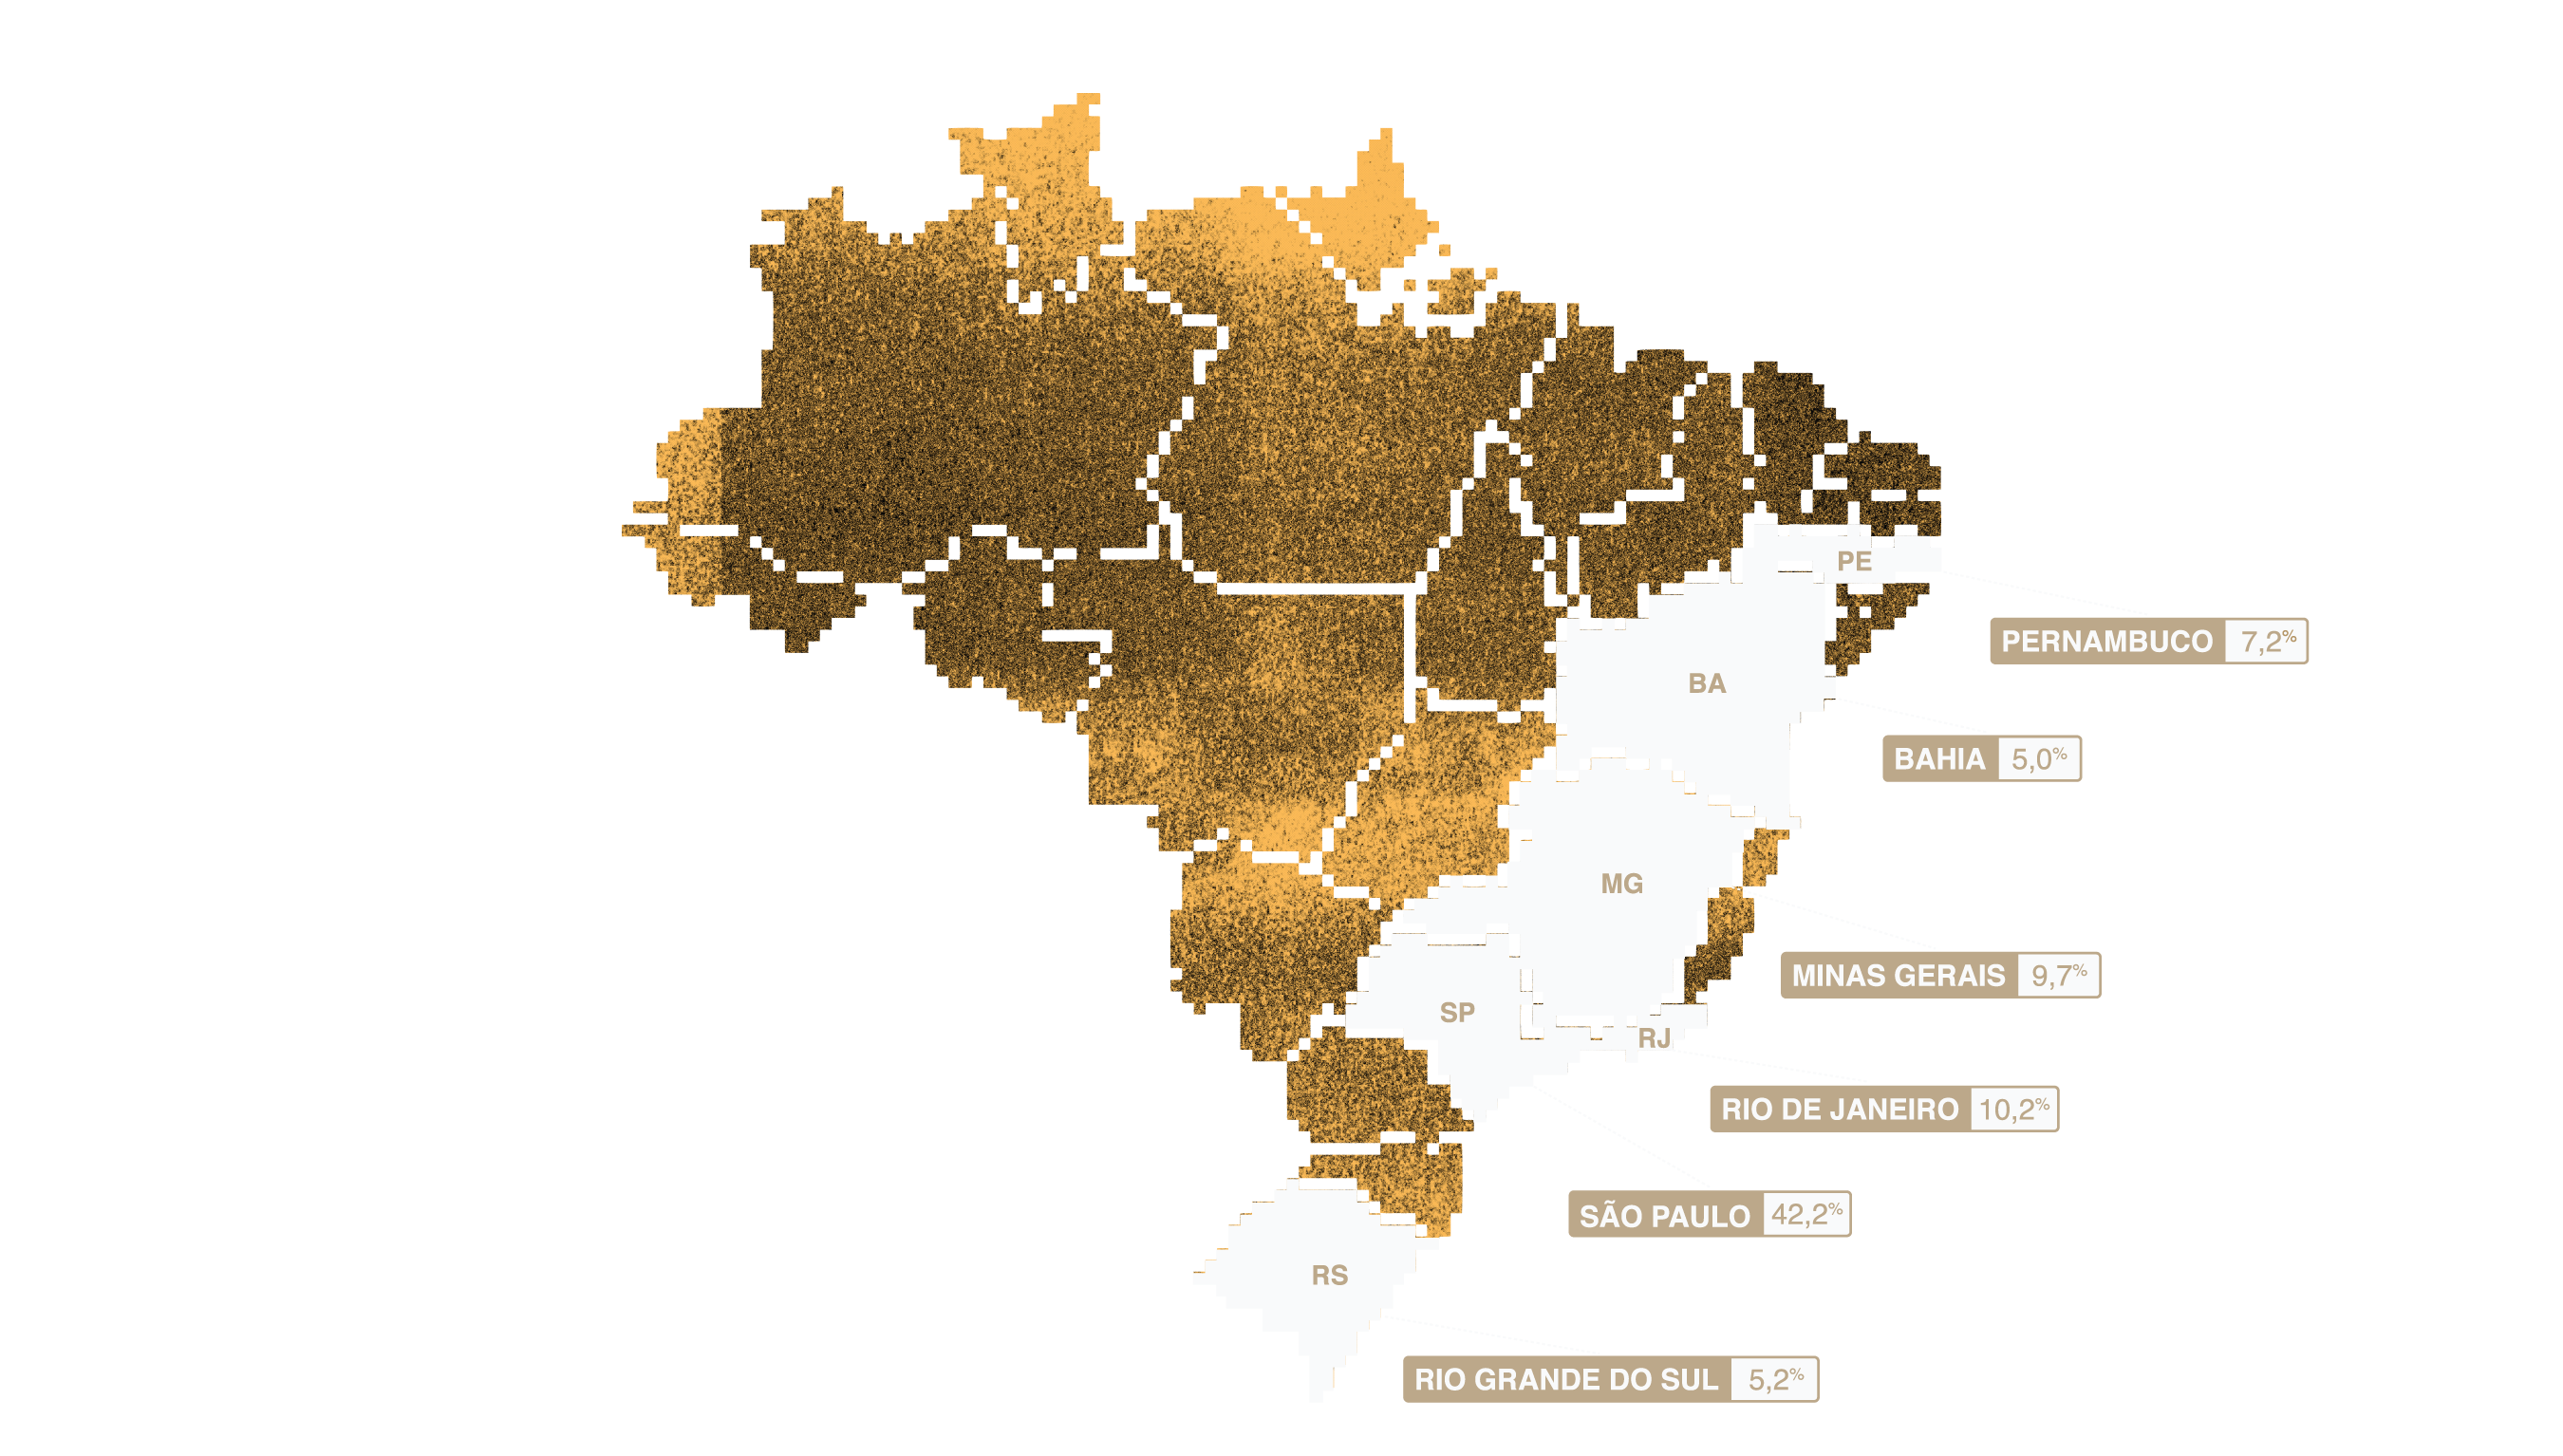 PE
PERNAMBUCO 7,2%
BA
BAHIA 5,0%
MG
MINAS GERAIS 9,7%
SP
RJ
RIO DE JANEIRO 10,2%
SÃO PAULO 42,2%
RS
RIO GRANDE DO SUL 5,2%